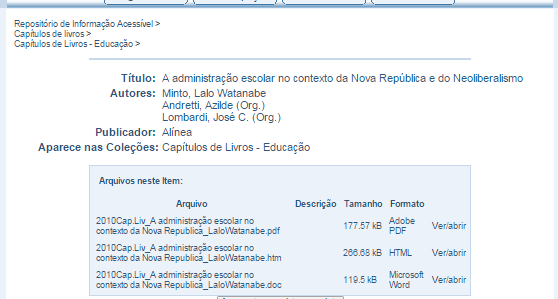 Repositório de Informação Acessível >
Capítulos de livros >
Capítulos de Livros - Educação >
Título: A administração escolar no contexto da Nova República e do Neoliberalismo
Autores: Minto, Lalo Watanabe
Andretti, Azilde (Org.)
Lombardi, José C. (Org.)
Publicador: Alínea
Aparece nas Coleções: Capítulos de Livros - Educação
Arquivos neste Item:
Arquivo Descrição Tamanho Formato
2010Cap.Liv_A administração escolar no
contexto da Nova Republica_LaloWatanabe.pdf 177.57 kB Adobe PDF Ver/abrir
2010Cap.Liv_A administração escolar no
contexto da Nova Republica_LaloWatanabe.htm 266.68 kB HTML Ver/abrir
2010Cap.Liv_A administração escolar no
contexto da Nova Republica_LaloWatanabe.doc 119.5 kB Microsoft Word Ver/abrir